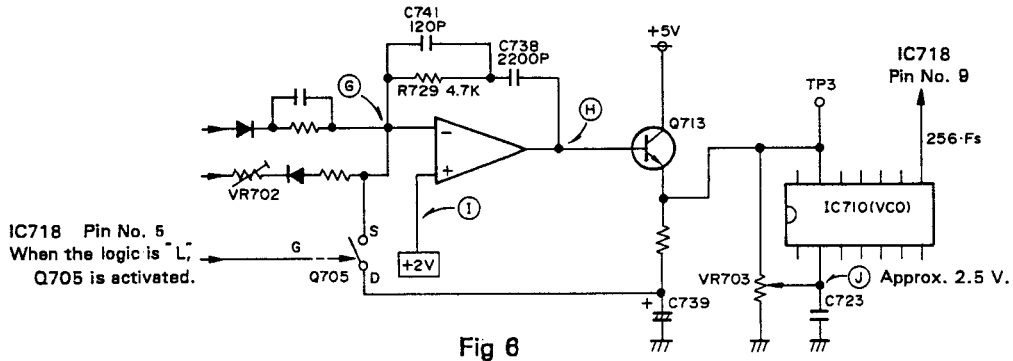 C741
120P
C738
2200P
R729 4.7K
G
H
+5V
Q713
IC718
Pin No. 9
TP3
256·Fs
−
+
VR702
I
+2V
IC718 Pin No. 5
When the logic is "L",
Q705 is activated.
G
S
Q705
D
+
C739
IC710(VCO)
VR703
J
Approx. 2.5 V.
C723
Fig 6